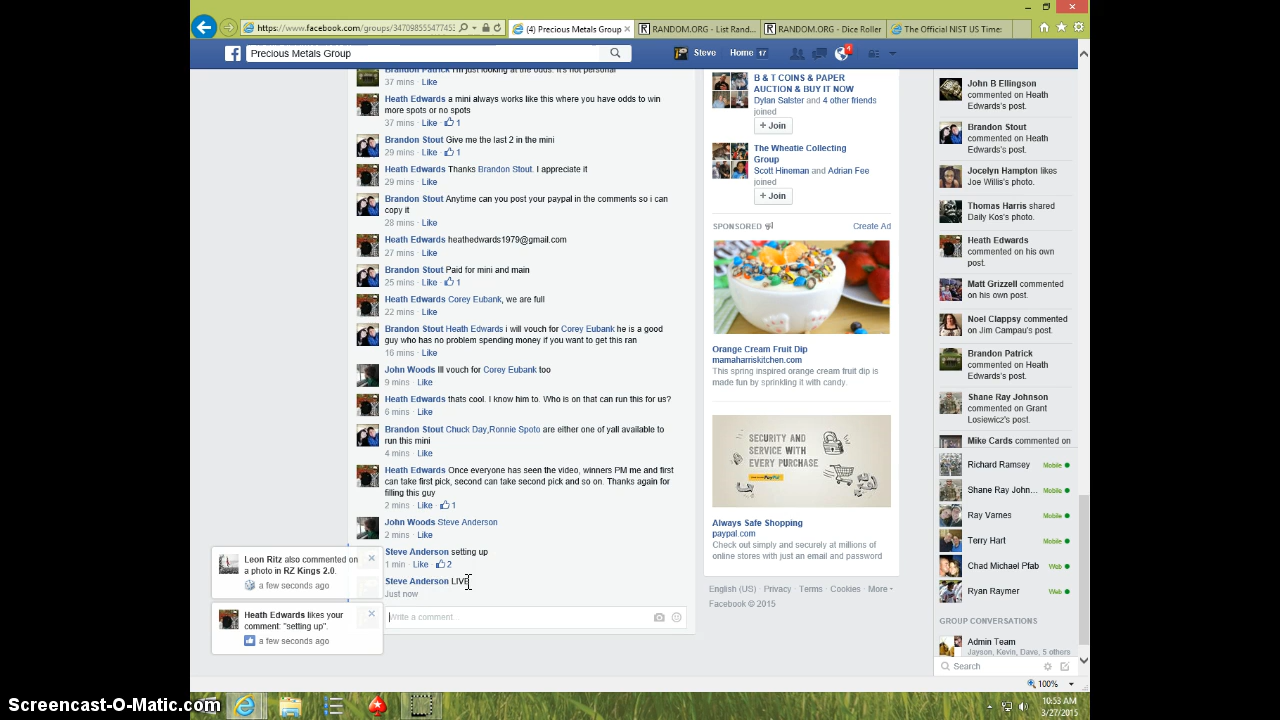 https://www.facebook.com/groups/347098555477453
(4) Precious Metals Group
RANDOM.ORG - List Rand...
RANDOM.ORG - Dice Roller
The Official NIST US Time:
Precious Metals Group
Steve
Home 17
4
Brandon Patrick I'm just looking at the odds. It's not personal
37 mins · Like
Heath Edwards a mini always works like this where you have odds to win
more spots or no spots
37 mins · Like · 1
Brandon Stout Give me the last 2 in the mini
29 mins · Like · 1
Heath Edwards Thanks Brandon Stout. I appreciate it
29 mins · Like
Brandon Stout Anytime can you post your paypal in the comments so i can
copy it
28 mins · Like
Heath Edwards heathedwards1979@gmail.com
27 mins · Like
Brandon Stout Paid for mini and main
25 mins · Like · 1
Heath Edwards Corey Eubank, we are full
22 mins · Like
Brandon Stout Heath Edwards i will vouch for Corey Eubank he is a good
guy who has no problem spending money if you want to get this ran
16 mins · Like
John Woods Ill vouch for Corey Eubank too
9 mins · Like
Heath Edwards thats cool. I know him to. Who is on that can run this for us?
6 mins · Like
Brandon Stout Chuck Day,Ronnie Spoto are either one of yall available to
run this mini
4 mins · Like
Heath Edwards Once everyone has seen the video, winners PM me and first
can take first pick, second can take second pick and so on. Thanks again for
filling this guy
2 mins · Like · 1
John Woods Steve Anderson
2 mins · Like
Steve Anderson setting up
1 min · Like · 2
Steve Anderson LIVE
Just now
Write a comment...
Leon Ritz also commented on
a photo in RZ Kings 2.0.
a few seconds ago
Heath Edwards likes your
comment: "setting up".
a few seconds ago
B & T COINS & PAPER
AUCTION & BUY IT NOW
Dylan Salster and 4 other friends
joined
+ Join
The Wheatie Collecting
Group
Scott Hineman and Adrian Fee
joined
+ Join
SPONSORED
Create Ad
Orange Cream Fruit Dip
mamaharriskitchen.com
This spring inspired orange cream fruit dip is
made fun by sprinkling it with candy.
SECURITY AND
SERVICE WITH
EVERY PURCHASE
PayPal
Always Safe Shopping
paypal.com
Check out simply and securely at millions of
online stores with just an email and password
English (US) · Privacy · Terms · Cookies · More
Facebook © 2015
John B Ellingson
commented on Heath
Edwards's post.
Brandon Stout
commented on Heath
Edwards's post.
Jocelyn Hampton likes
Joe Willis's photo.
Thomas Harris shared
Daily Kos's photo.
Heath Edwards
commented on his own
post.
Matt Grizzell commented
on his own post.
Noel Clappsy commented
on Jim Campau's post.
Brandon Patrick
commented on Heath
Edwards's post.
Shane Ray Johnson
commented on Grant
Losiewicz's post.
Mike Cards commented on
Richard Ramsey Mobile
Shane Ray John... Mobile
Ray Varnes Mobile
Terry Hart Mobile
Chad Michael Pfab Web
Ryan Raymer Web
GROUP CONVERSATIONS
Admin Team
Jayson, Kevin, Dave, 5 others
Search
100%
10:53 AM
3/27/2015
Screencast-O-Matic.com